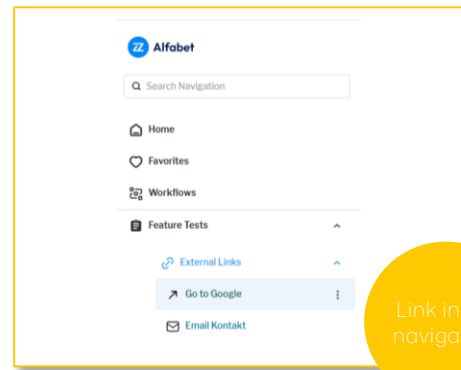 Alfabet
Search Navigation
Home
Favorites
Workflows
Feature Tests
External Links
Go to Google
Email Kontakt
Link in
naviga